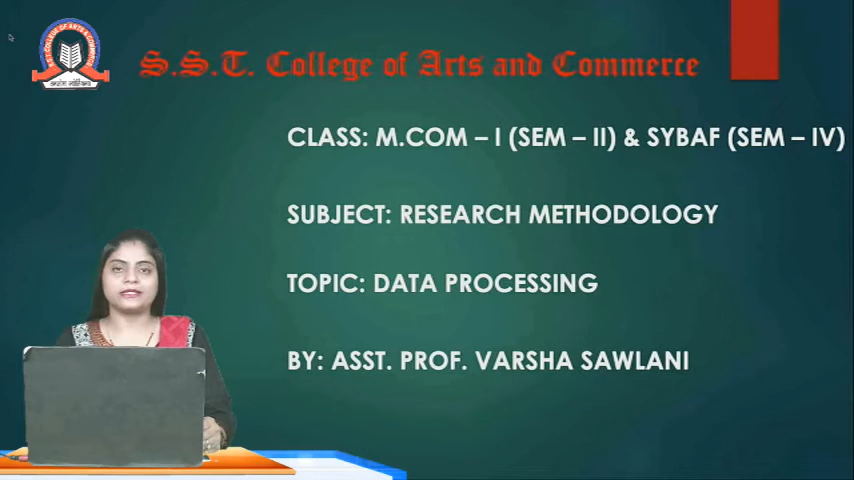 S.S.T. College of Arts and Commerce
CLASS: M.COM – I (SEM – II) & SYBAF (SEM – IV)
SUBJECT: RESEARCH METHODOLOGY
TOPIC: DATA PROCESSING
BY: ASST. PROF. VARSHA SAWLANI